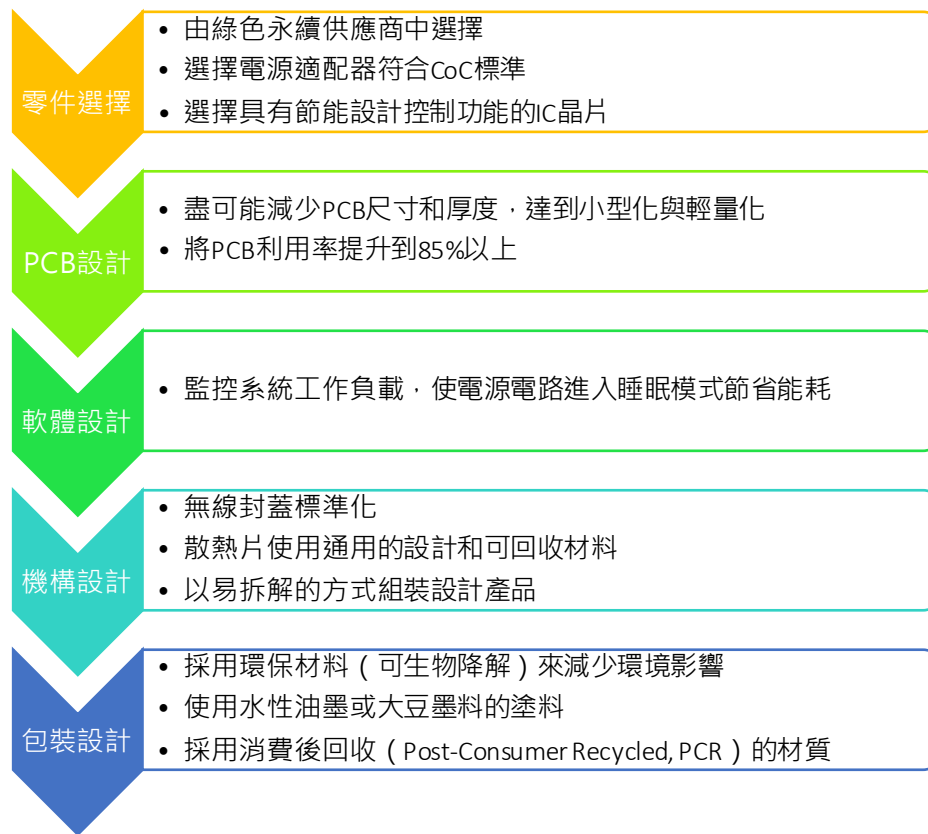 零件選擇
• 由綠色永續供應商中選擇
• 選擇電源適配器符合CoC標準
• 選擇具有節能設計控制功能的IC晶片
PCB設計
• 盡可能減少PCB尺寸和厚度，達到小型化與輕量化
• 將PCB利用率提升到85%以上
軟體設計
• 監控系統工作負載，使電源電路進入睡眠模式節省能耗
機構設計
• 無線封蓋標準化
• 散熱片使用通用的設計和可回收材料
• 以易拆解的方式組裝設計產品
包裝設計
• 採用環保材料（可生物降解）來減少環境影響
• 使用水性油墨或大豆墨料的塗料
• 採用消費後回收（Post-Consumer Recycled, PCR）的材質